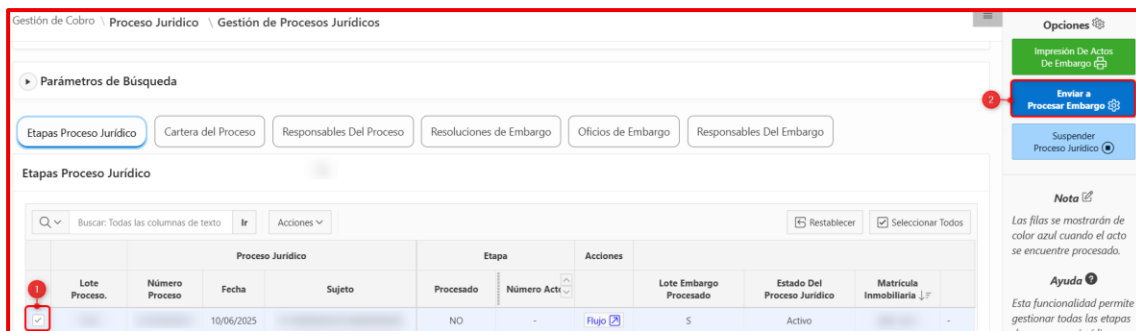 Gestión de Cobro \ Proceso Juridico \ Gestión de Procesos Jurídicos
Opciones
Impresión De Actos
De Embargo
Parámetros de Búsqueda
2
Enviar a
Procesar Embargo
Etapas Proceso Jurídico
Cartera del Proceso
Responsables Del Proceso
Resoluciones de Embargo
Oficios de Embargo
Responsables Del Embargo
Suspender
Proceso Jurídico
Etapas Proceso Jurídico
Nota
Las filas se mostrarán de
color azul cuando el acto
se encuentre procesado.
Ayuda
Esta funcionalidad permite
gestionar todas las etapas
Buscar: Todas las columnas de texto
Ir
Acciones
Restablecer
Seleccionar Todos
Proceso Jurídico
Etapa
Acciones
1
Lote
Proceso.
Número
Proceso
Fecha
Sujeto
Procesado
Número Acto
Lote Embargo
Procesado
Estado Del
Proceso Jurídico
Matrícula
Inmobiliaria
10/06/2025
NO
-
Flujo
S
Activo
-